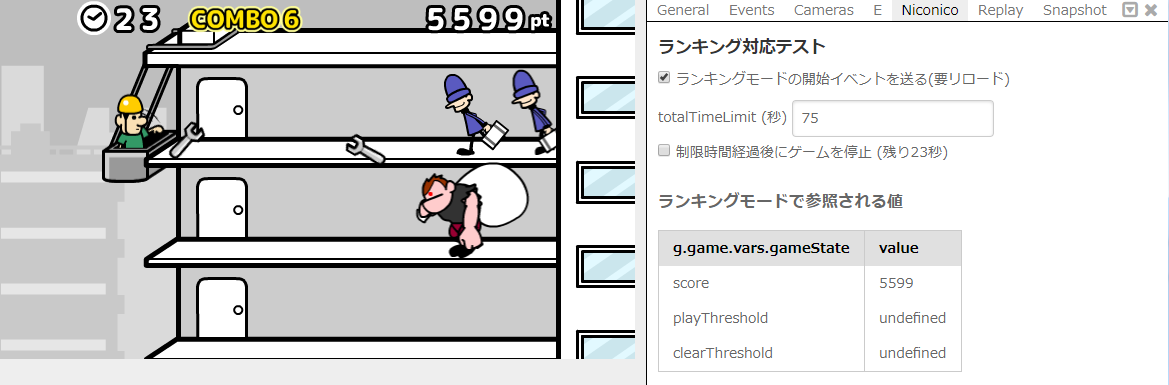 23 COMBO 6 5599pt
General Events Cameras E Niconico Replay Snapshot
ランキング対応テスト
ランキングモードの開始イベントを送る(要リロード)
totalTimeLimit (秒) 75
制限時間経過後にゲームを停止 (残り23秒)
ランキングモードで参照される値
g.game.vars.gameState value
score 5599
playThreshold undefined
clearThreshold undefined